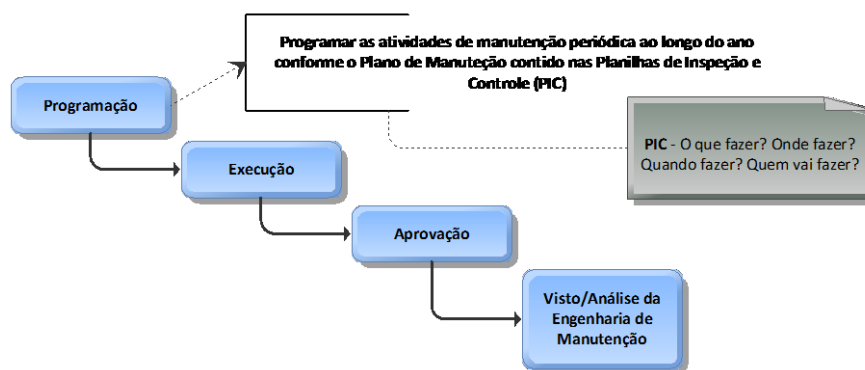 Programar as atividades de manutenção periódica ao longo do ano
conforme o Plano de Manuteção contido nas Planilhas de Inspeção e
Controle (PIC)
Programação
PIC - O que fazer? Onde fazer?
Quando fazer? Quem vai fazer?
Execução
Aprovação
Visto/Análise da
Engenharia de
Manutenção